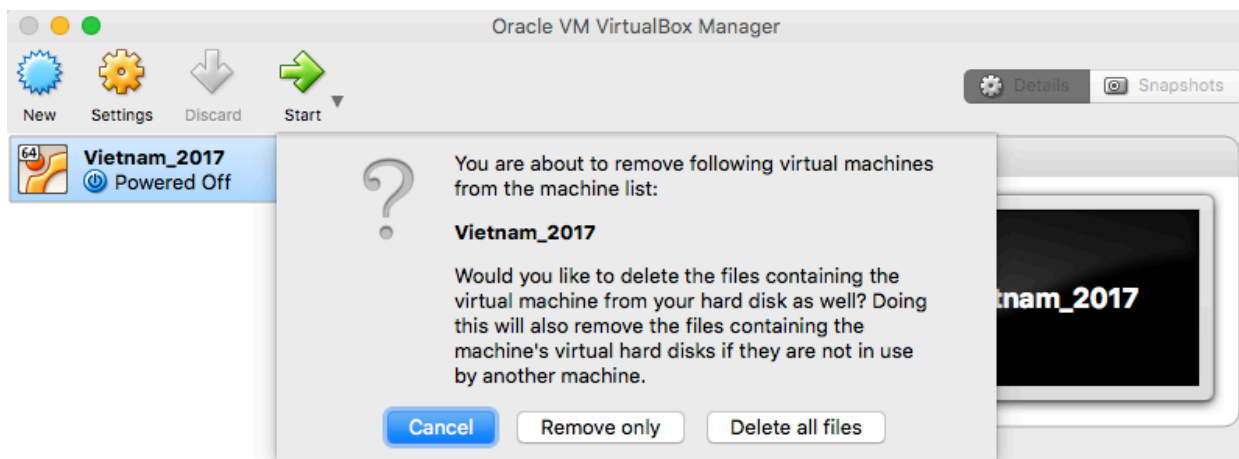 Oracle VM VirtualBox Manager
New
Settings
Discard
Start
Details
Snapshots
64
Vietnam_2017
Powered Off
You are about to remove following virtual machines
from the machine list:
Vietnam_2017
Would you like to delete the files containing the
virtual machine from your hard disk as well? Doing
this will also remove the files containing the
machine's virtual hard disks if they are not in use
by another machine.
Cancel
Remove only
Delete all files
tnam_2017